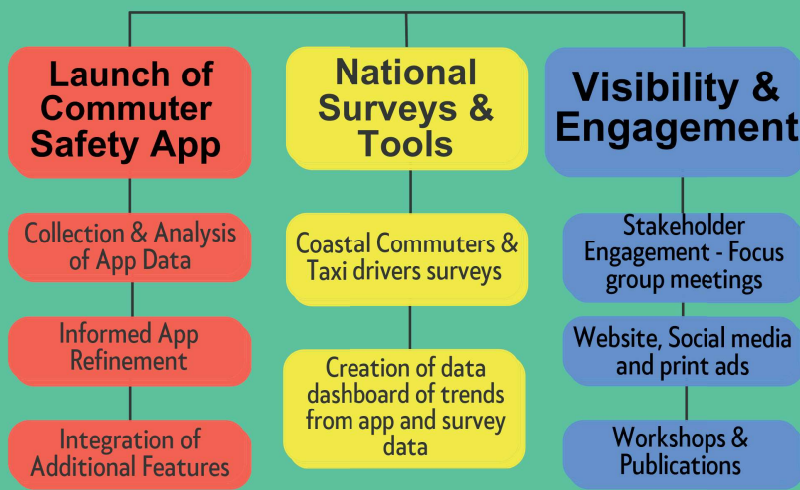 Launch of
Commuter
Safety App
Collection & Analysis
of App Data
Informed App
Refinement
Integration of
Additional Features
National
Surveys &
Tools
Coastal Commuters &
Taxi drivers surveys
Creation of data
dashboard of trends
from app and survey
data
Visibility &
Engagement
Stakeholder
Engagement - Focus
group meetings
Website, Social media
and print ads
Workshops &
Publications